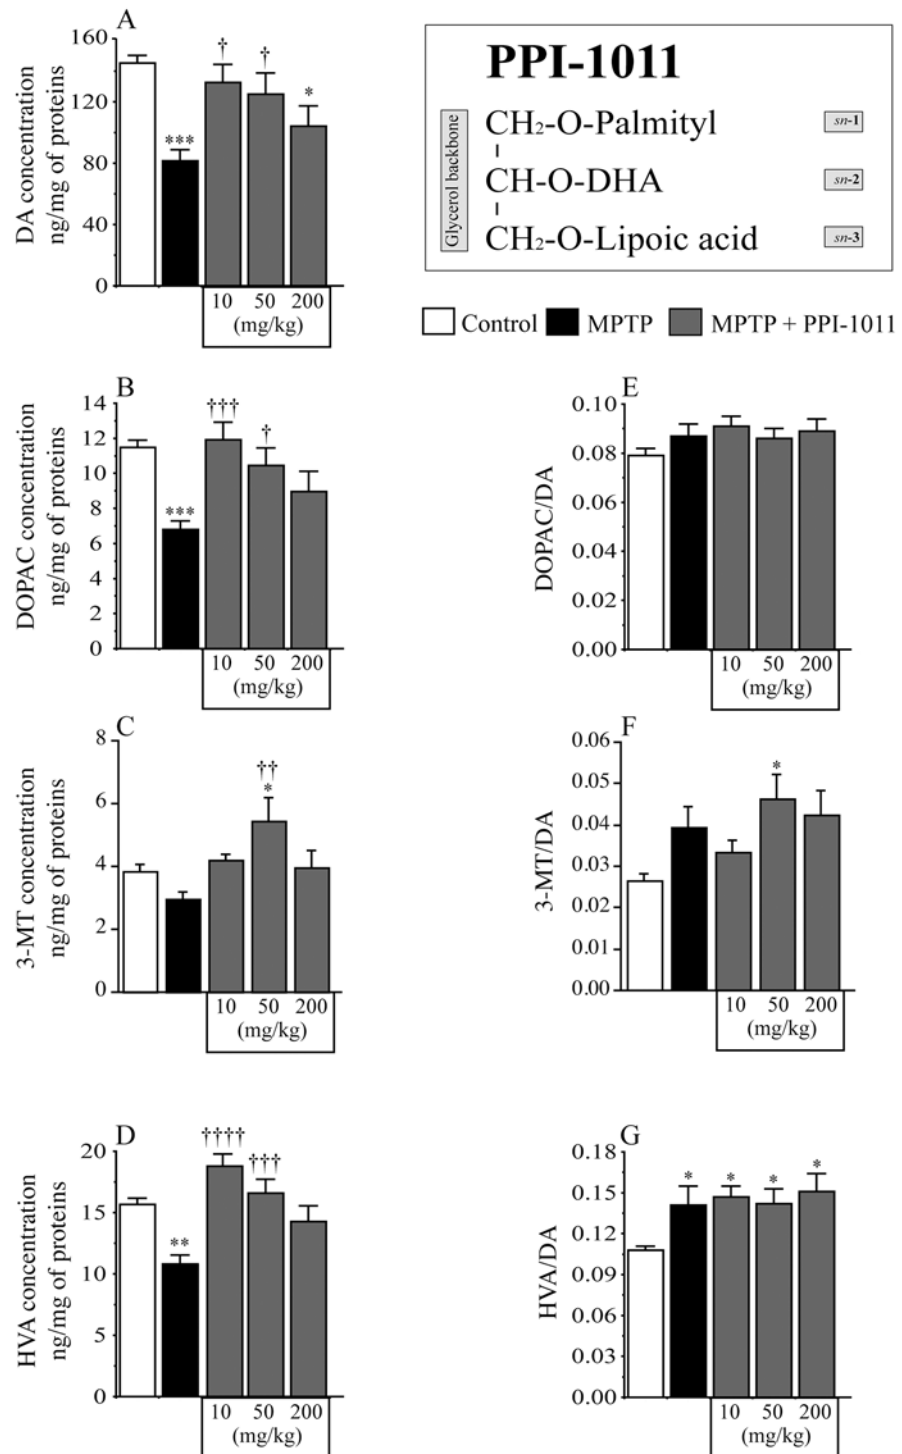 A
DA concentration
ng/mg of proteins
160
120
80
40
0
***
†
†
*
10 50 200
(mg/kg)
PPI-1011
Glycerol backbone
CH₂-O-Palmityl
sn-1
CH-O-DHA
sn-2
CH₂-O-Lipoic acid
sn-3
Control
MPTP
MPTP + PPI-1011
B
DOPAC concentration
ng/mg of proteins
14
12
10
8
6
4
2
0
***
†††
†
10 50 200
(mg/kg)
E
DOPAC/DA
0.10
0.08
0.06
0.04
0.02
0.00
10 50 200
(mg/kg)
C
3-MT concentration
ng/mg of proteins
8
6
4
2
0
††
*
10 50 200
(mg/kg)
F
3-MT/DA
0.06
0.05
0.04
0.03
0.02
0.01
0.00
*
10 50 200
(mg/kg)
D
HVA concentration
ng/mg of proteins
20
15
10
5
0
**
††††
†††
10 50 200
(mg/kg)
G
HVA/DA
0.18
0.15
0.12
0.09
0.06
0.03
0.00
*
*
*
*
10 50 200
(mg/kg)